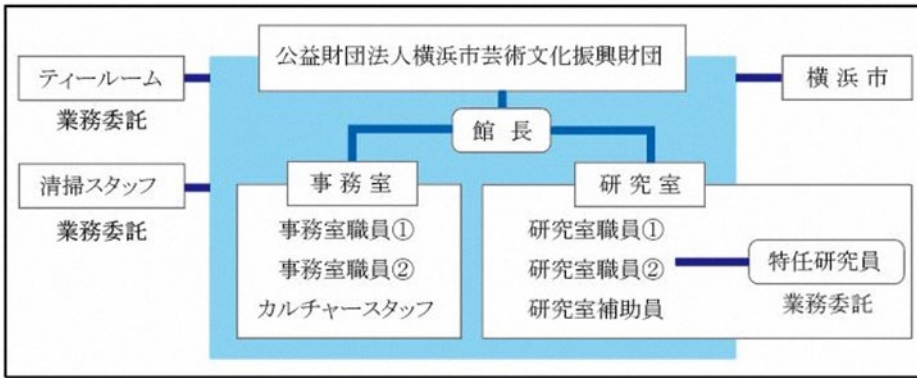 公益財団法人横浜市芸術文化振興財団
ティールーム
業務委託
横浜市
館長
清掃スタッフ
業務委託
事務室
事務室職員①
事務室職員②
カルチャースタッフ
研究室
研究室職員①
研究室職員②
研究室補助員
特任研究員
業務委託